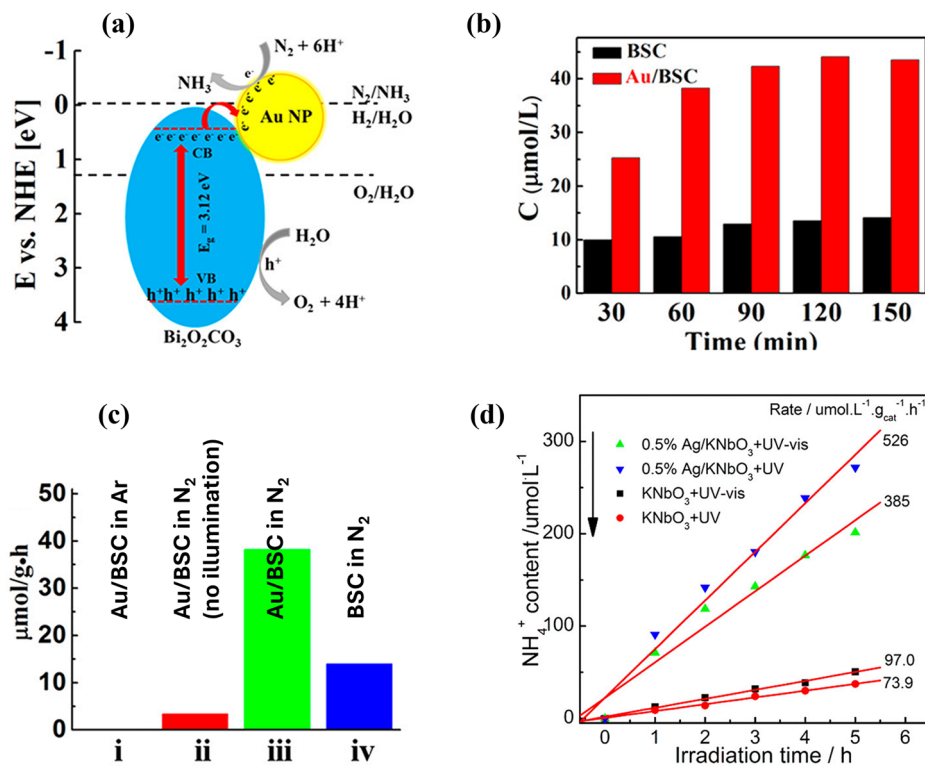 (a)
E vs. NHE [eV]
-1
0
1
2
3
4
N₂ + 6H⁺
NH₃
e⁻ e⁻ e⁻ e⁻ e⁻ e⁻ e⁻
Au NP
N₂/NH₃
H₂/H₂O
e⁻ e⁻ e⁻ e⁻ e⁻ e⁻ e⁻
CB
O₂/H₂O
E_g = 3.12 eV
H₂O
h⁺
VB
h⁺h⁺ h⁺ h⁺ h⁺
O₂ + 4H⁺
Bi₂O₂CO₃
(b)
BSC
Au/BSC
C (μmol/L)
40
30
20
10
0
30 60 90 120 150
Time (min)
(c)
μmol/g•h
50
40
30
20
10
0
Au/BSC in Ar
Au/BSC in N₂
(no illumination)
Au/BSC in N₂
BSC in N₂
i ii iii iv
(d)
Rate / umol.L⁻¹.g_cat⁻¹.h⁻¹
0.5% Ag/KNbO₃+UV-vis
0.5% Ag/KNbO₃+UV
KNbO₃+UV-vis
KNbO₃+UV
526
385
97.0
73.9
NH₄⁺ content /umol·L⁻¹
300
200
100
0
0 1 2 3 4 5 6
Irradiation time / h